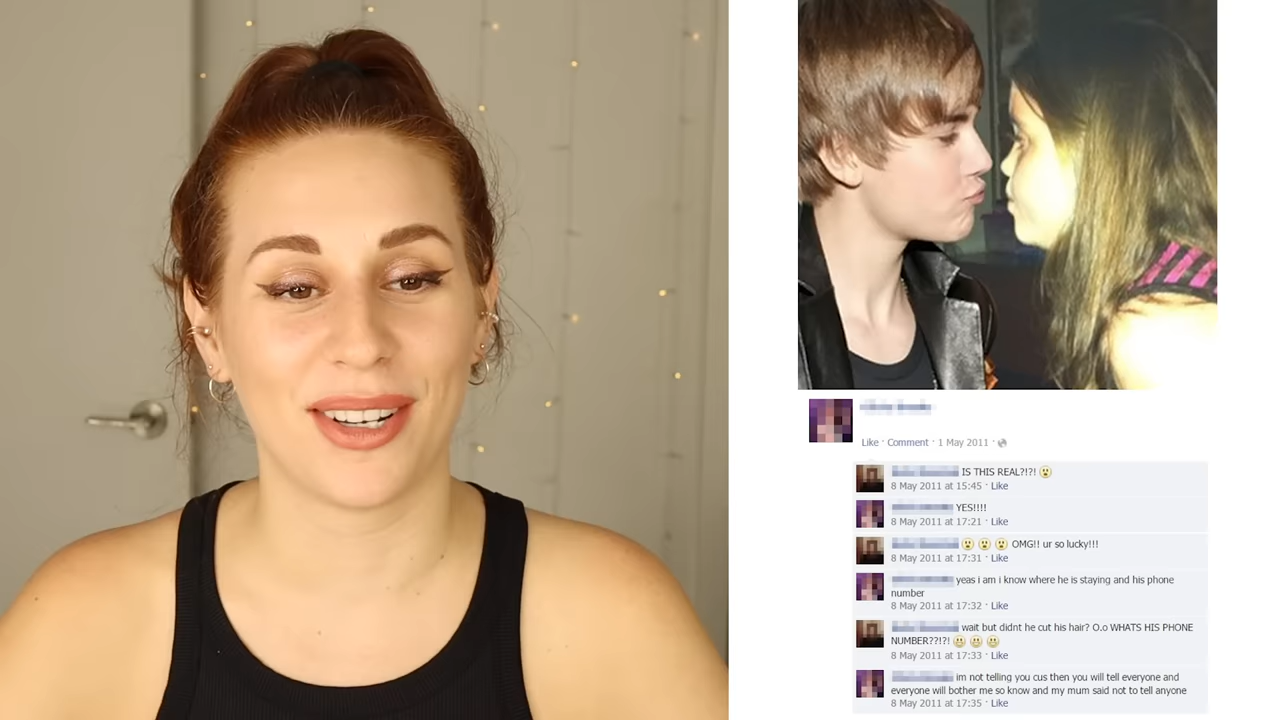 Like · Comment · 1 May 2011 ·
IS THIS REAL?!?! 😮
8 May 2011 at 15:45 · Like
YES!!!!
8 May 2011 at 17:21 · Like
😮 😮 😮 OMG!! ur so lucky!!!
8 May 2011 at 17:31 · Like
yeas i am i know where he is staying and his phone
number
8 May 2011 at 17:32 · Like
wait but didnt he cut his hair? O.o WHATS HIS PHONE
NUMBER??!?! 😀 😀 😀
8 May 2011 at 17:33 · Like
im not telling you cus then you will tell everyone and
everyone will bother me so know and my mum said not to tell anyone
8 May 2011 at 17:35 · Like